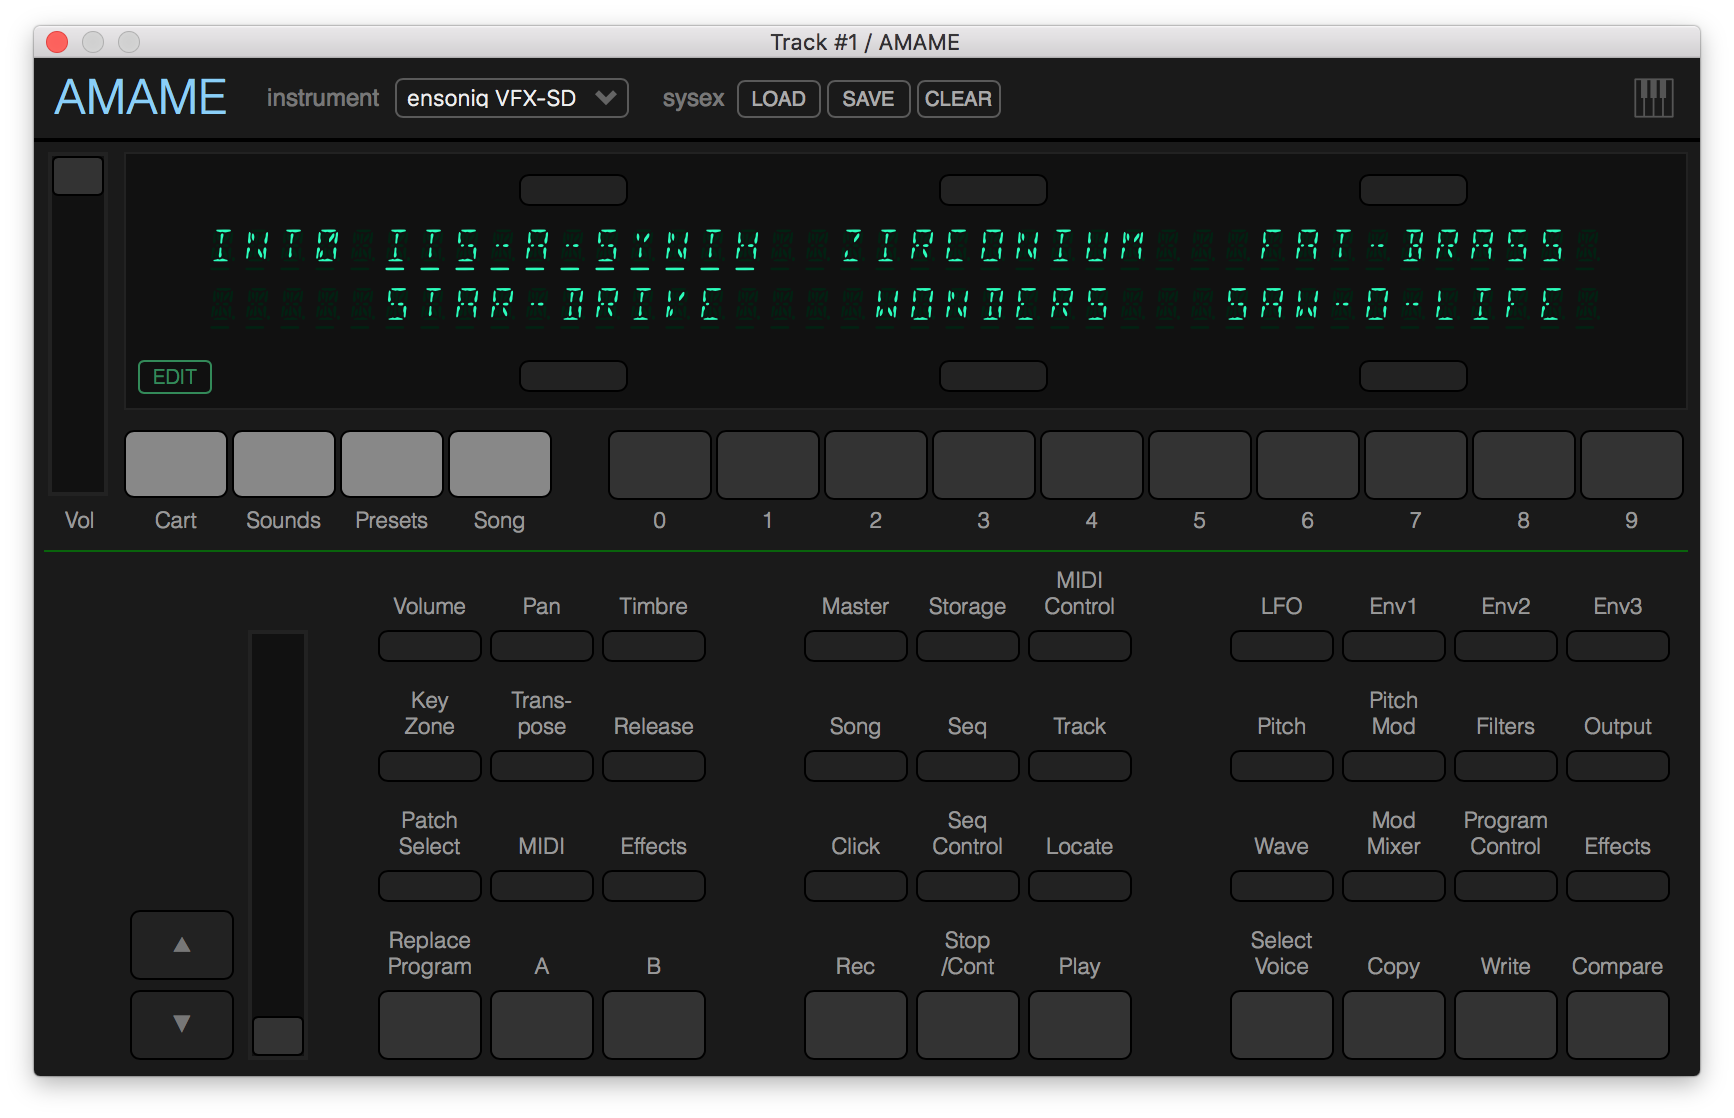 Track #1 / AMAME
AMAME instrument ensoniq VFX-SD sysex LOAD SAVE CLEAR
INT0 ITS-A-SYNTH ZIRCONIUM FAT-BRASS
STAR-DRIVE WONDERS SAW-O-LIFE
EDIT
Vol Cart Sounds Presets Song 0 1 2 3 4 5 6 7 8 9
Volume Pan Timbre Master Storage MIDI Control LFO Env1 Env2 Env3
Key Zone Trans-pose Release Song Seq Track Pitch Pitch Mod Filters Output
Patch Select MIDI Effects Click Seq Control Locate Wave Mod Mixer Program Control Effects
▲
Replace Program A B Rec Stop /Cont Play Select Voice Copy Write Compare
▼